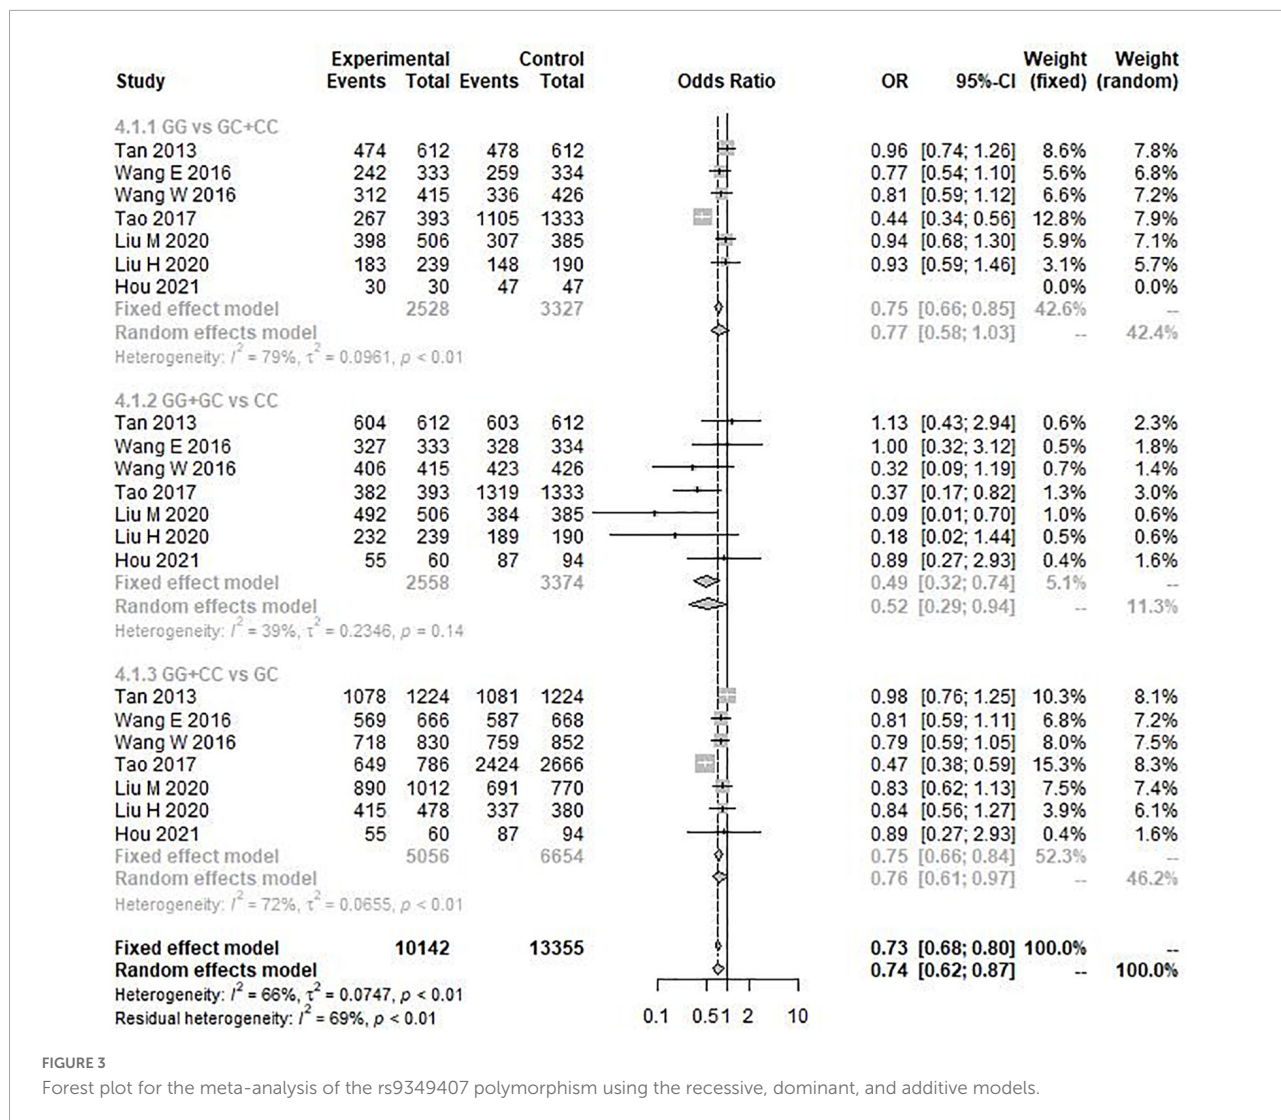 Experimental Control Weight Weight
Study Events Total Events Total Odds Ratio OR 95%-CI (fixed) (random)
4.1.1 GG vs GC+CC
Tan 2013 474 612 478 612 0.96 [0.74; 1.26] 8.6% 7.8%
Wang E 2016 242 333 259 334 0.77 [0.54; 1.10] 5.6% 6.8%
Wang W 2016 312 415 336 426 0.81 [0.59; 1.12] 6.6% 7.2%
Tao 2017 267 393 1105 1333 0.44 [0.34; 0.56] 12.8% 7.9%
Liu M 2020 398 506 307 385 0.94 [0.68; 1.30] 5.9% 7.1%
Liu H 2020 183 239 148 190 0.93 [0.59; 1.46] 3.1% 5.7%
Hou 2021 30 30 47 47 0.0% 0.0%
Fixed effect model 2528 3327 0.75 [0.66; 0.85] 42.6% --
Random effects model 0.77 [0.58; 1.03] -- 42.4%
Heterogeneity: I² = 79%, τ² = 0.0961, p < 0.01
4.1.2 GG+GC vs CC
Tan 2013 604 612 603 612 1.13 [0.43; 2.94] 0.6% 2.3%
Wang E 2016 327 333 328 334 1.00 [0.32; 3.12] 0.5% 1.8%
Wang W 2016 406 415 423 426 0.32 [0.09; 1.19] 0.7% 1.4%
Tao 2017 382 393 1319 1333 0.37 [0.17; 0.82] 1.3% 3.0%
Liu M 2020 492 506 384 385 0.09 [0.01; 0.70] 1.0% 0.6%
Liu H 2020 232 239 189 190 0.18 [0.02; 1.44] 0.5% 0.6%
Hou 2021 55 60 87 94 0.89 [0.27; 2.93] 0.4% 1.6%
Fixed effect model 2558 3374 0.49 [0.32; 0.74] 5.1% --
Random effects model 0.52 [0.29; 0.94] -- 11.3%
Heterogeneity: I² = 39%, τ² = 0.2346, p = 0.14
4.1.3 GG+CC vs GC
Tan 2013 1078 1224 1081 1224 0.98 [0.76; 1.25] 10.3% 8.1%
Wang E 2016 569 666 587 668 0.81 [0.59; 1.11] 6.8% 7.2%
Wang W 2016 718 830 759 852 0.79 [0.59; 1.05] 8.0% 7.5%
Tao 2017 649 786 2424 2666 0.47 [0.38; 0.59] 15.3% 8.3%
Liu M 2020 890 1012 691 770 0.83 [0.62; 1.13] 7.5% 7.4%
Liu H 2020 415 478 337 380 0.84 [0.56; 1.27] 3.9% 6.1%
Hou 2021 55 60 87 94 0.89 [0.27; 2.93] 0.4% 1.6%
Fixed effect model 5056 6654 0.75 [0.66; 0.84] 52.3% --
Random effects model 0.76 [0.61; 0.97] -- 46.2%
Heterogeneity: I² = 72%, τ² = 0.0655, p < 0.01
Fixed effect model 10142 13355 0.73 [0.68; 0.80] 100.0% --
Random effects model 0.74 [0.62; 0.87] -- 100.0%
Heterogeneity: I² = 66%, τ² = 0.0747, p < 0.01
Residual heterogeneity: I² = 69%, p < 0.01
0.1 0.5 1 2 10
FIGURE 3
Forest plot for the meta-analysis of the rs9349407 polymorphism using the recessive, dominant, and additive models.